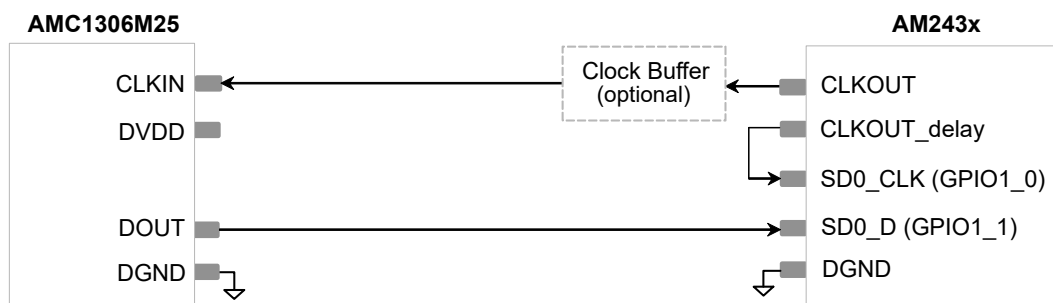 AMC1306M25
AM243x
CLKIN
Clock Buffer
(optional)
CLKOUT
DVDD
CLKOUT_delay
SD0_CLK (GPIO1_0)
DOUT
SD0_D (GPIO1_1)
DGND
DGND